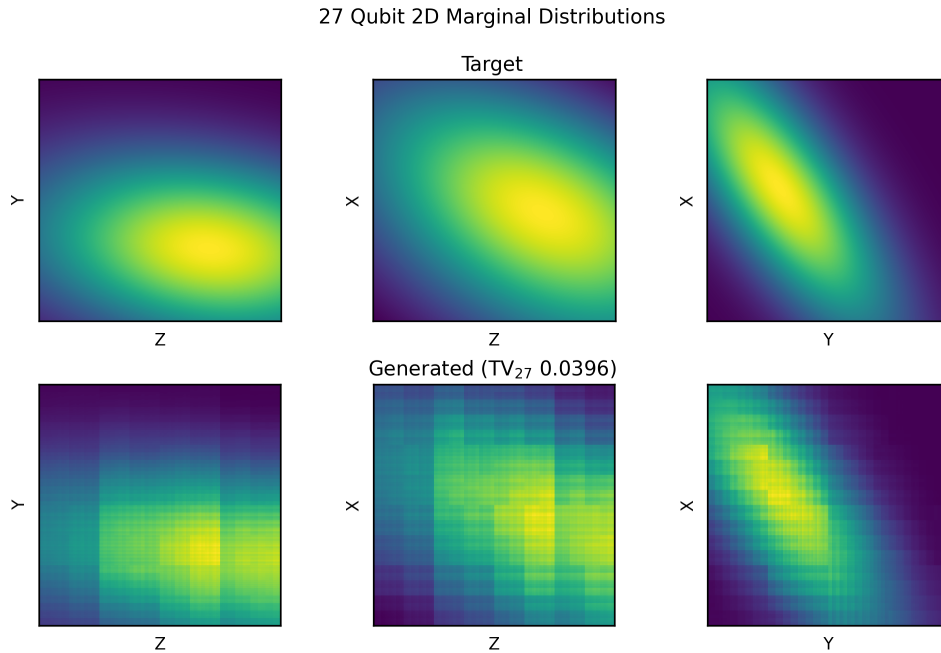 27 Qubit 2D Marginal Distributions
Target
Y
X
X
Z
Z
Y
Generated (TV₂₇ 0.0396)
Y
X
X
Z
Z
Y